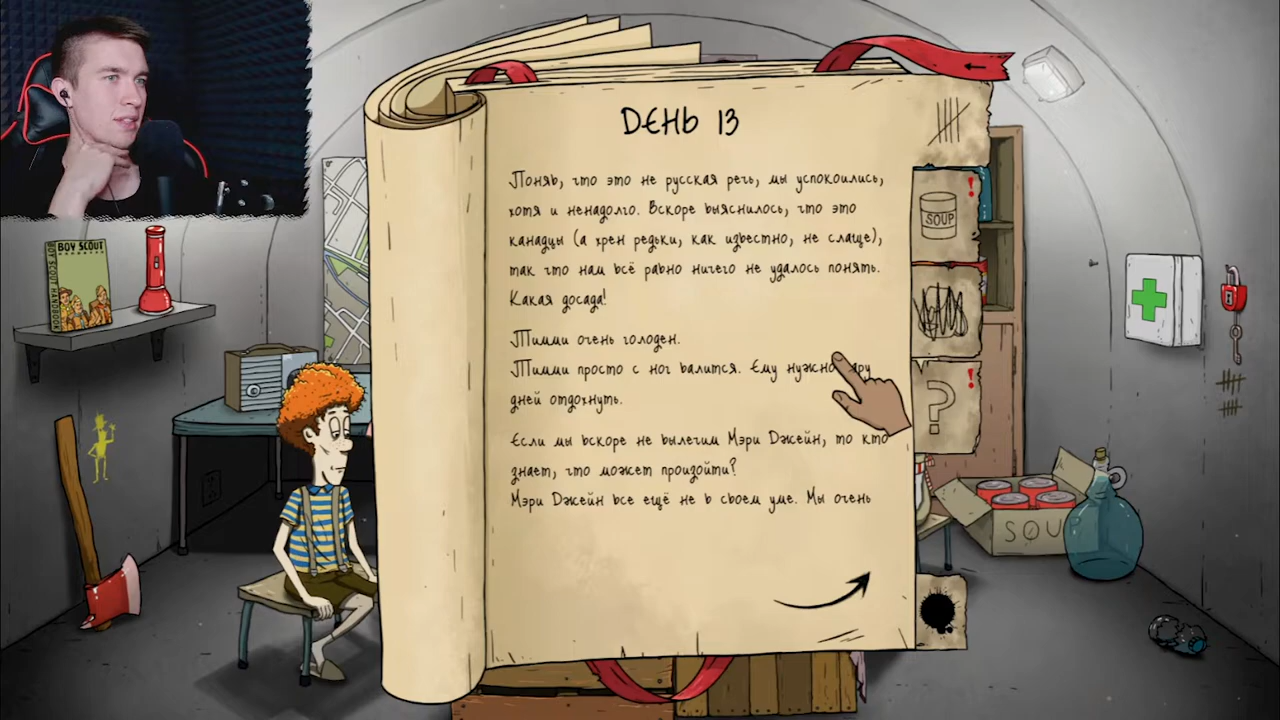 ДЕНЬ 13
Поняв, что это не русская речь, мы успокоились,
хотя и ненадолго. Вскоре выяснилось, что это
канадцы (а хрен редьки, как известно, не слаще),
так что нам всё равно ничего не удалось понять.
Какая досада!
Тимми очень голоден.
Тимми просто с ног валится. Ему нужно
дней отдохнуть.
Если мы вскоре не вылечим Мэри Джейн, то кто
знает, что может произойти?
Мэри Джейн все ещё не в своем уме. Мы очень
BOY SCOUT
BOY SCOUT HANDBOOK
SOUP
!
!
?
SOUP